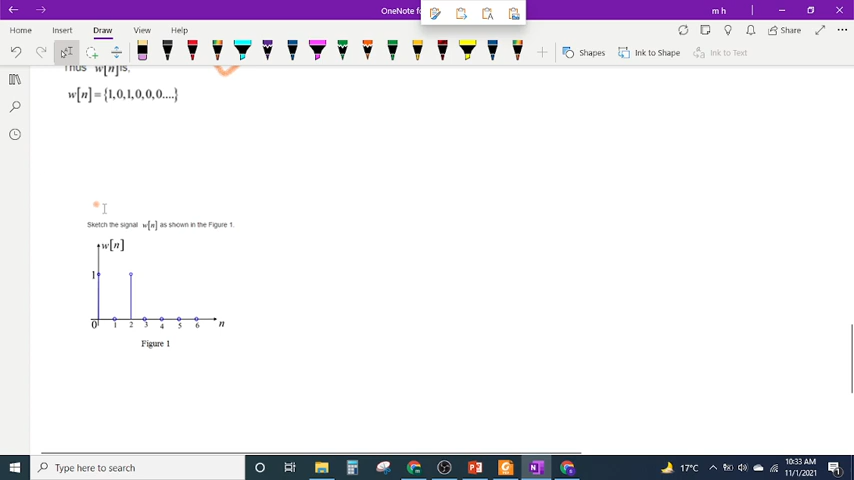 OneNote fo
m h
Home
Insert
Draw
View
Help
Share
Shapes
Ink to Shape
Ink to Text
Thus w[n]is,
w[n] = {1,0,1,0,0,0....}
Sketch the signal w[n] as shown in the Figure 1.
w[n]
1
0 1 2 3 4 5 6 n
Figure 1
Type here to search
17°C
10:33 AM
11/1/2021
1